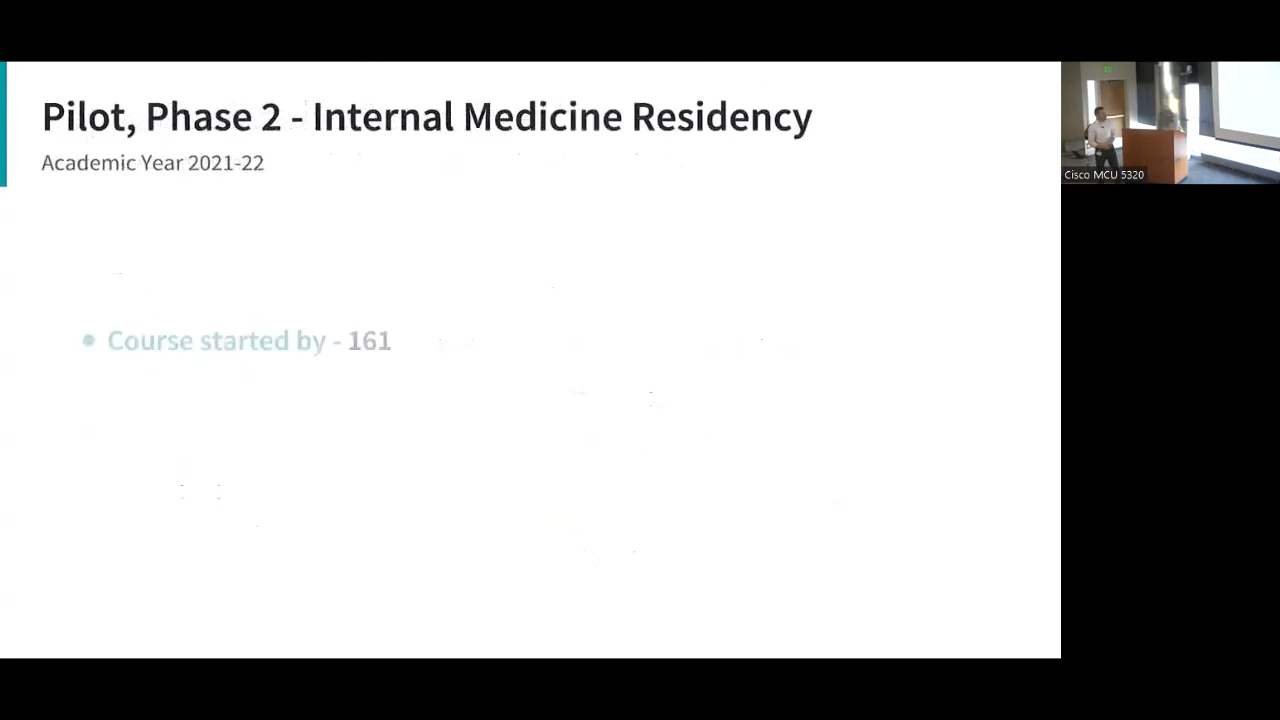 Pilot, Phase 2 - Internal Medicine Residency
Academic Year 2021-22
• Course started by - 161
Cisco MCU 5320